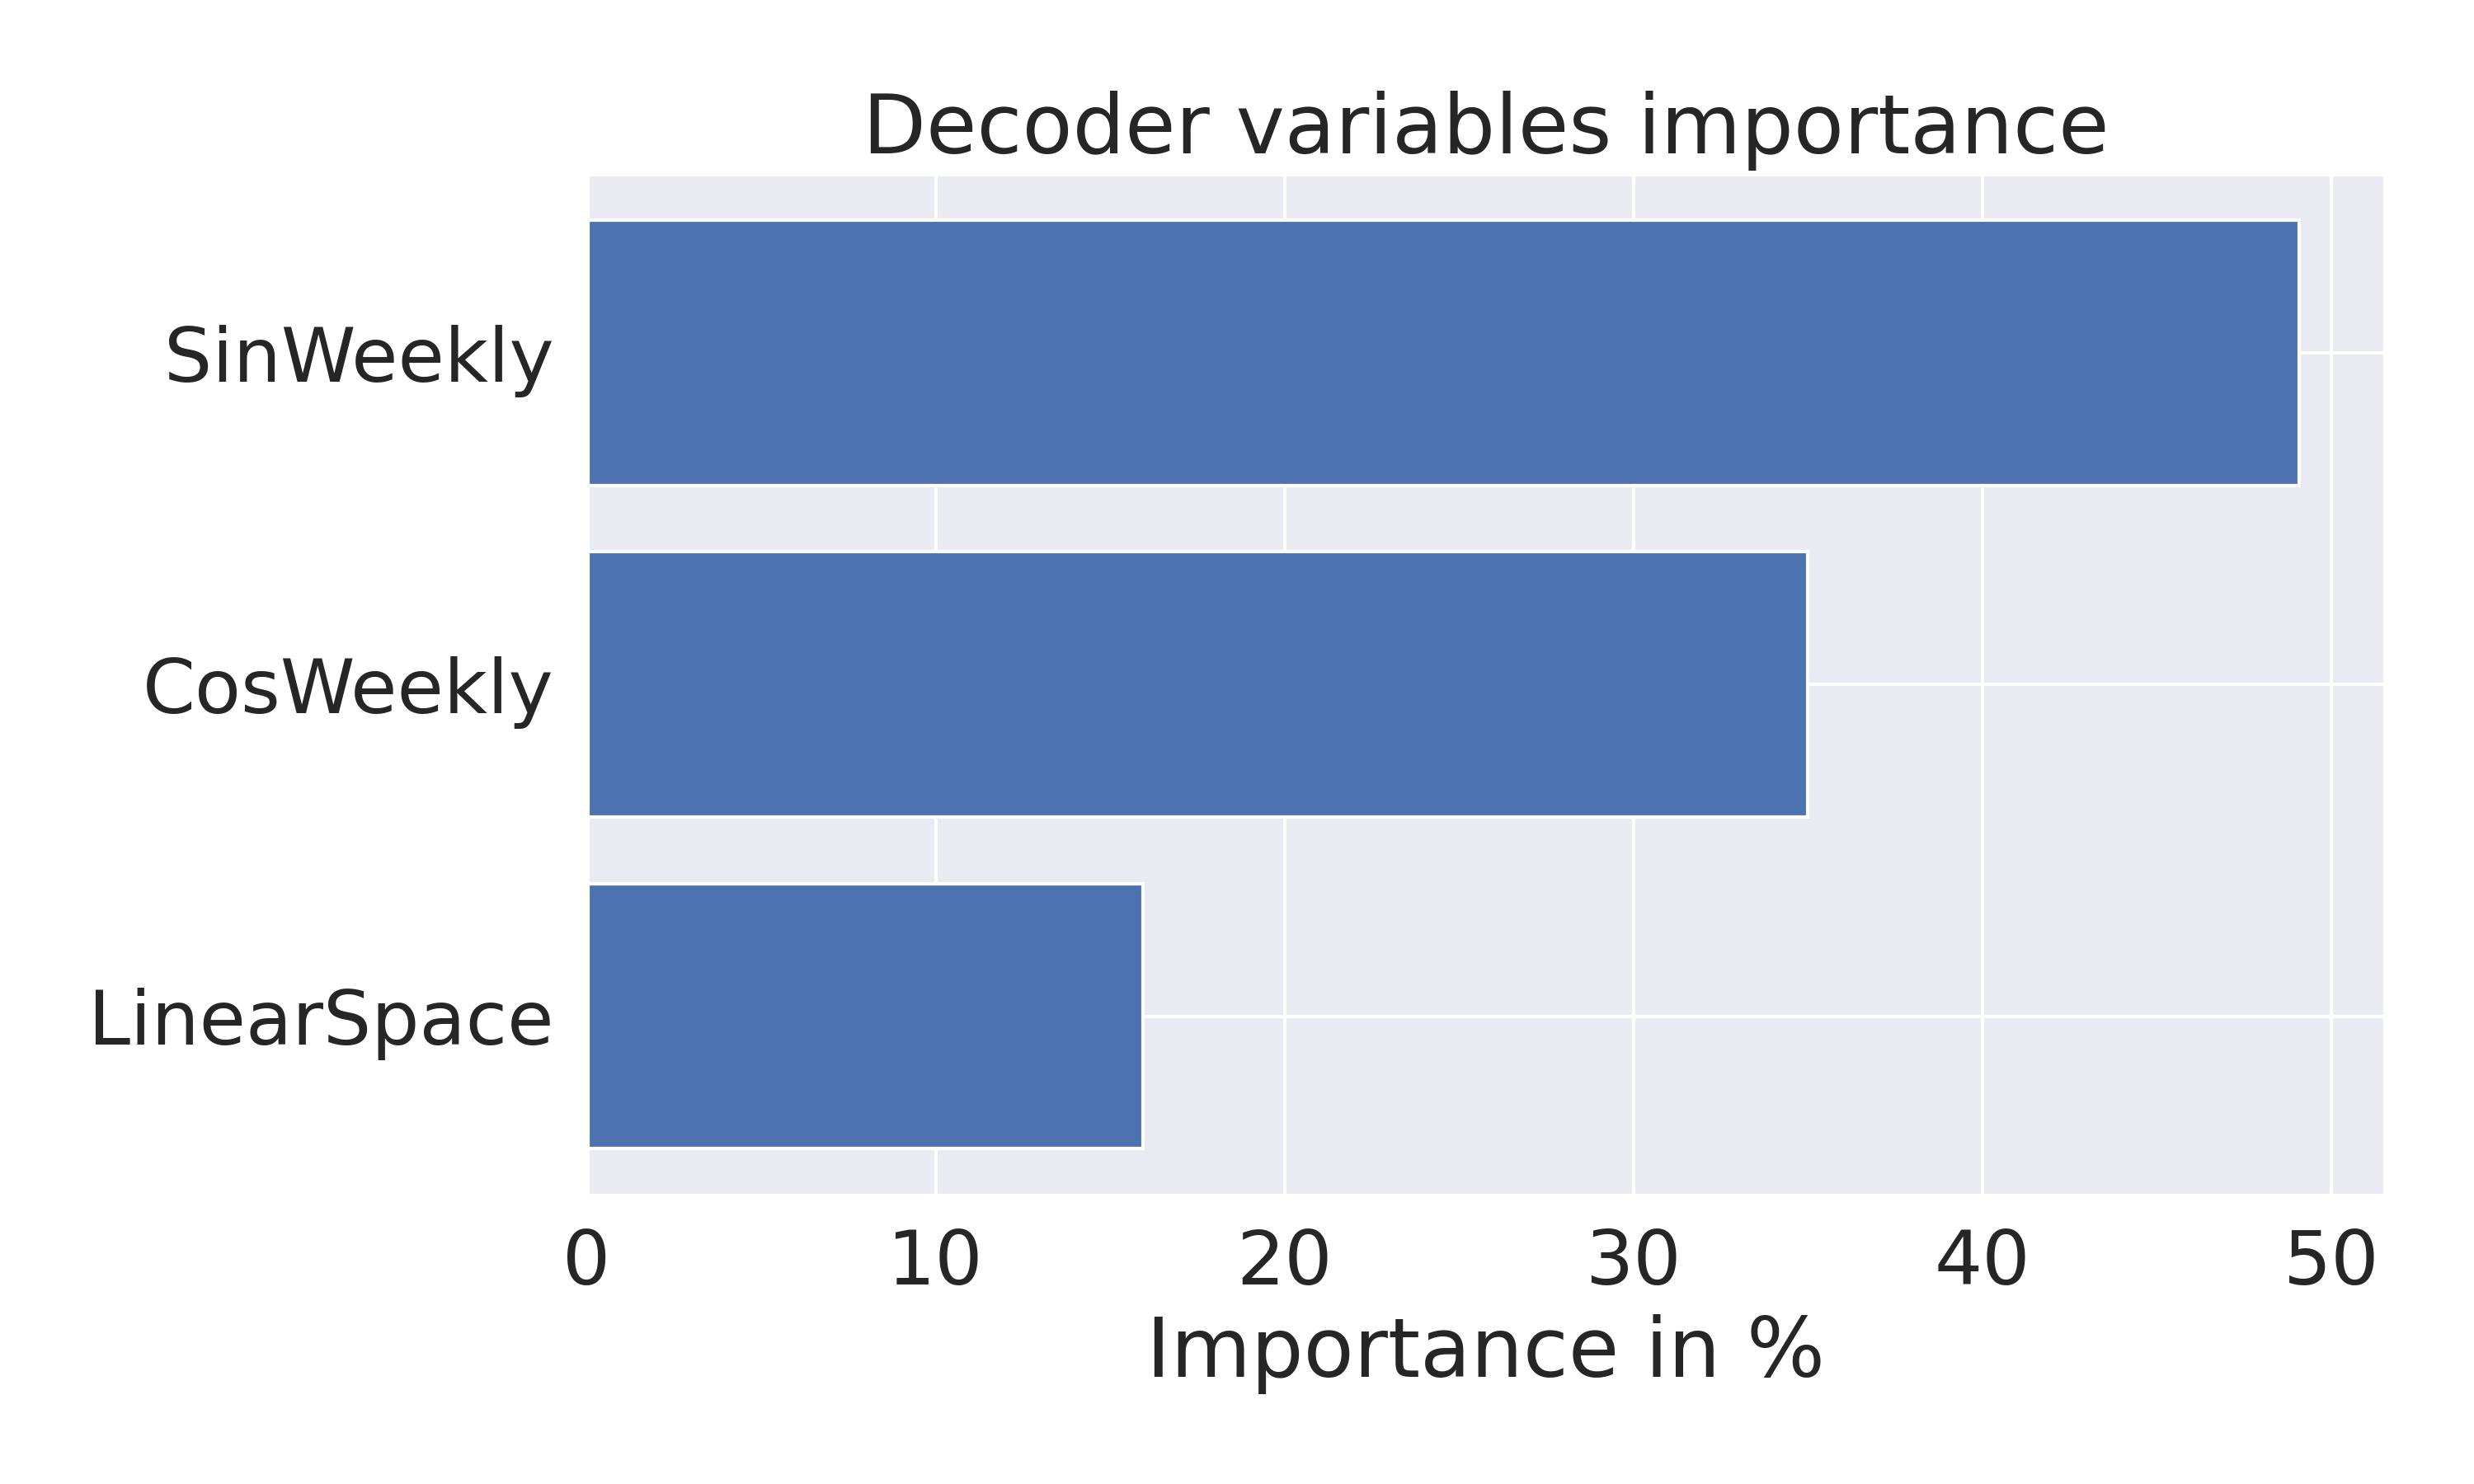 Decoder variables importance
SinWeekly
CosWeekly
LinearSpace
0 10 20 30 40 50
Importance in %